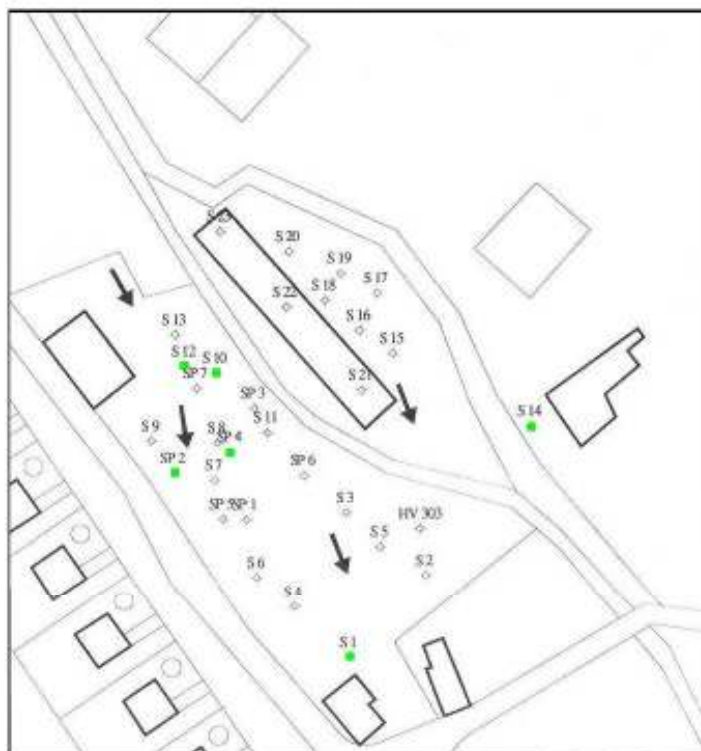 S 23
S 20
S 19
S 17
S 18
S 22
S 16
S 13
S 15
S 12
S 10
SP 7
S 21
SP 3
S 14
S 11
S 9
S 8
SP 4
SP 2
S 7
SP 6
SP 5
SP 1
S 3
HV 303
S 5
S 6
S 2
S 4
S 1